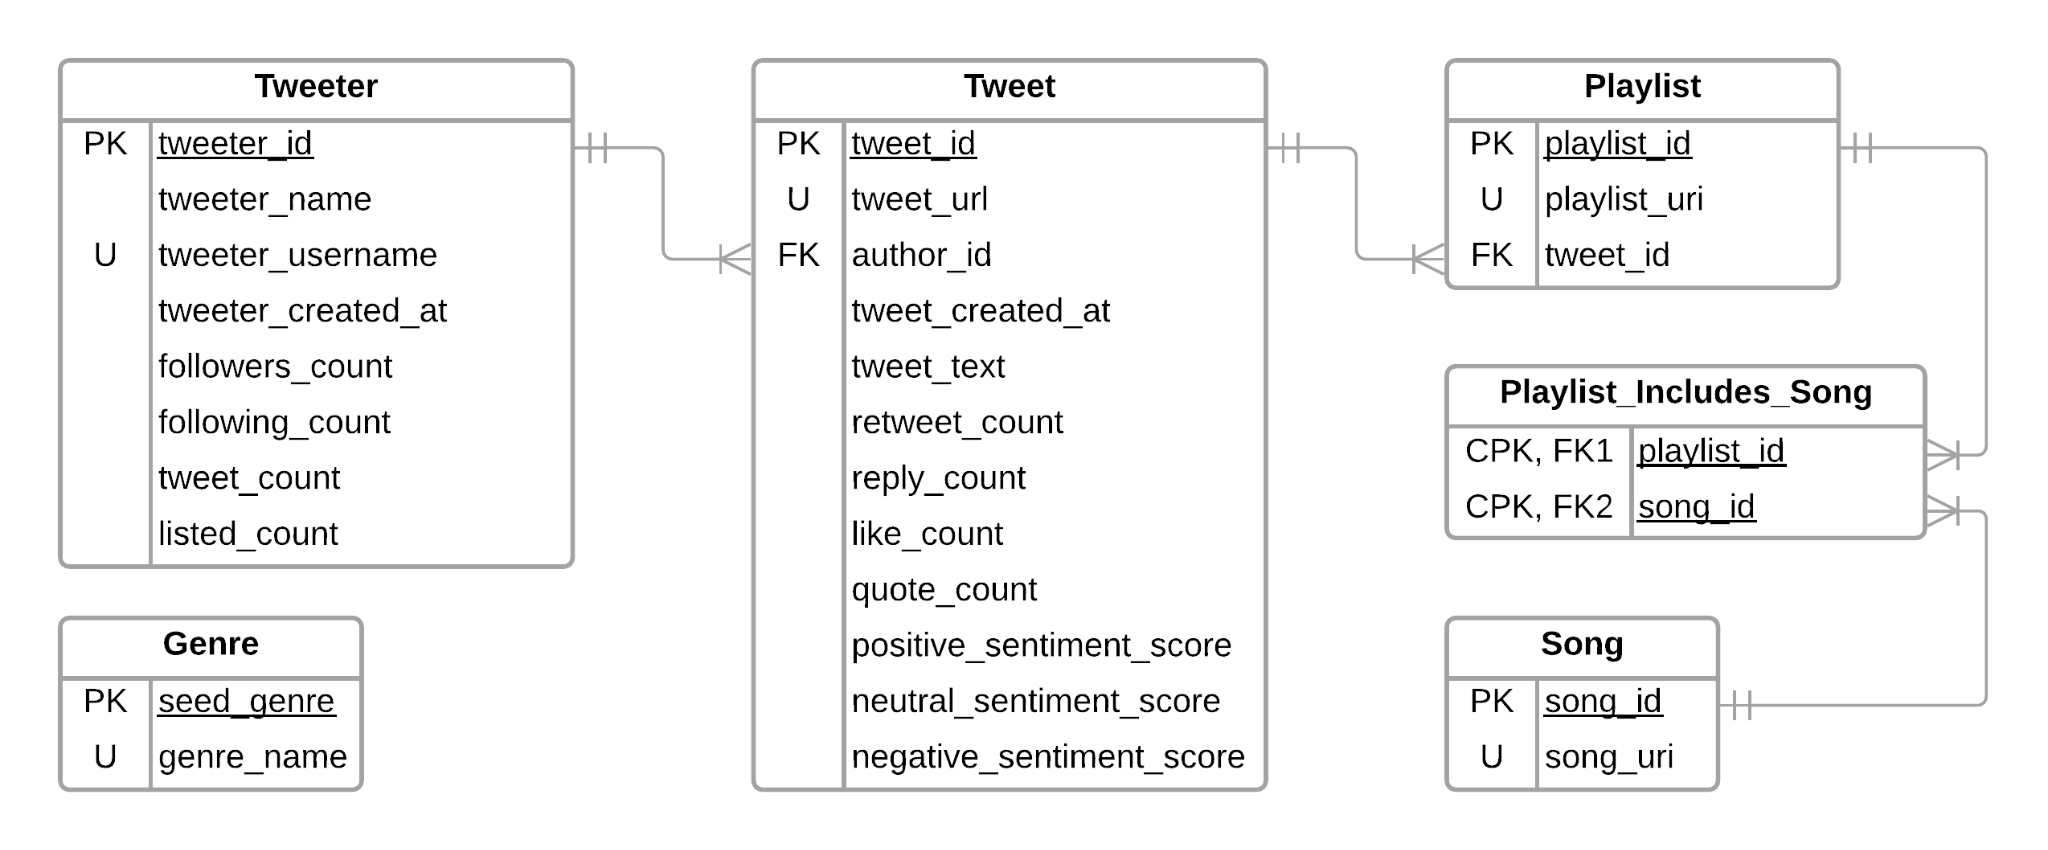 Tweeter
PK tweeter_id
tweeter_name
U tweeter_username
tweeter_created_at
followers_count
following_count
tweet_count
listed_count
Genre
PK seed_genre
U genre_name
Tweet
PK tweet_id
U tweet_url
FK author_id
tweet_created_at
tweet_text
retweet_count
reply_count
like_count
quote_count
positive_sentiment_score
neutral_sentiment_score
negative_sentiment_score
Playlist
PK playlist_id
U playlist_uri
FK tweet_id
Playlist_Includes_Song
CPK, FK1 playlist_id
CPK, FK2 song_id
Song
PK song_id
U song_uri